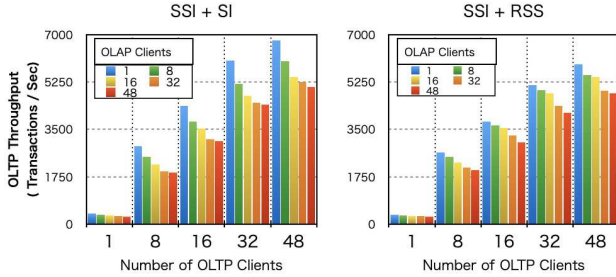 SSI + SI
OLTP Throughput
( Transactions / Sec)
7000
5250
3500
1750
0
OLAP Clients
1 8
16 32
48
1 8 16 32 48
Number of OLTP Clients
SSI + RSS
7000
5250
3500
1750
0
OLAP Clients
1 8
16 32
48
1 8 16 32 48
Number of OLTP Clients